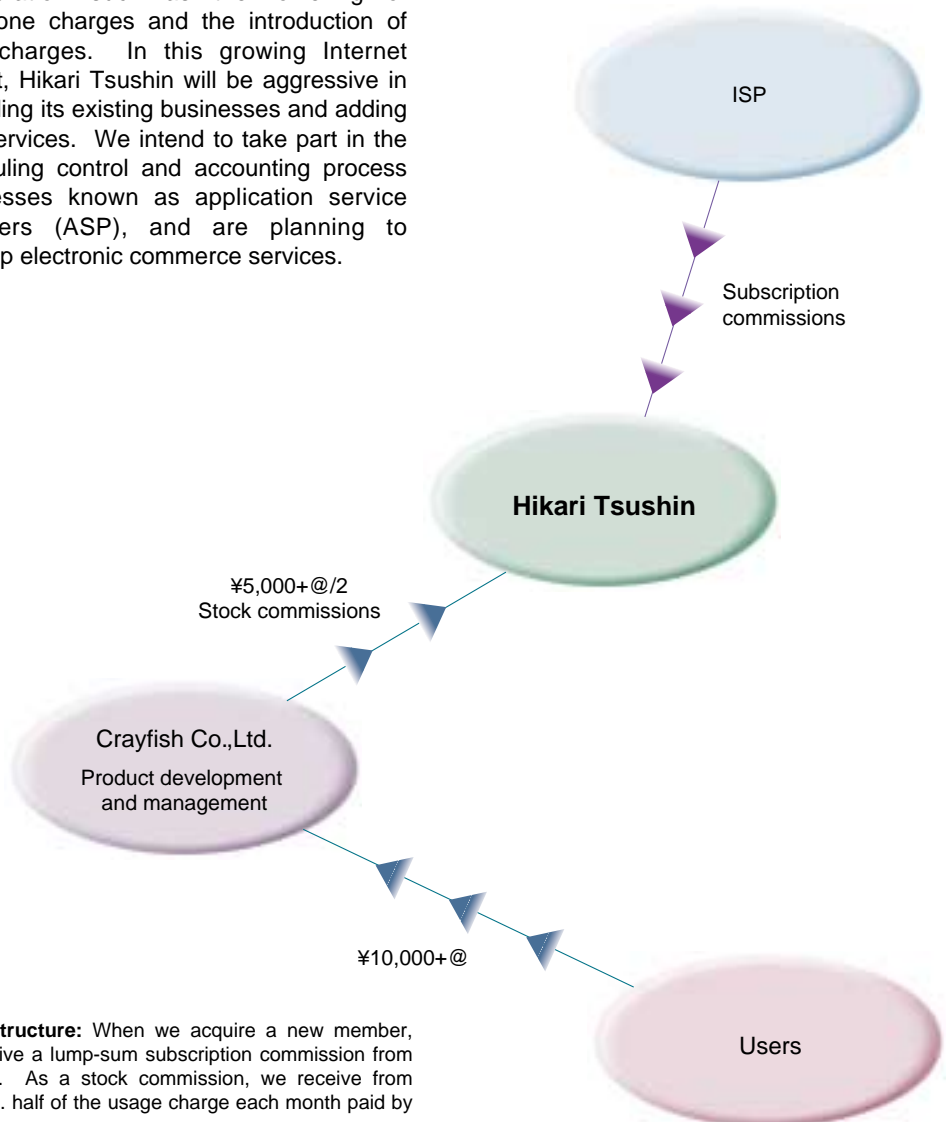 one charges and the introduction of
charges. In this growing Internet
, Hikari Tsushin will be aggressive in
ing its existing businesses and adding
ervices. We intend to take part in the
uling control and accounting process
esses known as application service
ers (ASP), and are planning to
p electronic commerce services.
ISP
Subscription
commissions
Hikari Tsushin
¥5,000+@/2
Stock commissions
Crayfish Co.,Ltd.
Product development
and management
¥10,000+@
Users
tructure: When we acquire a new member,
ive a lump-sum subscription commission from
. As a stock commission, we receive from
. half of the usage charge each month paid by